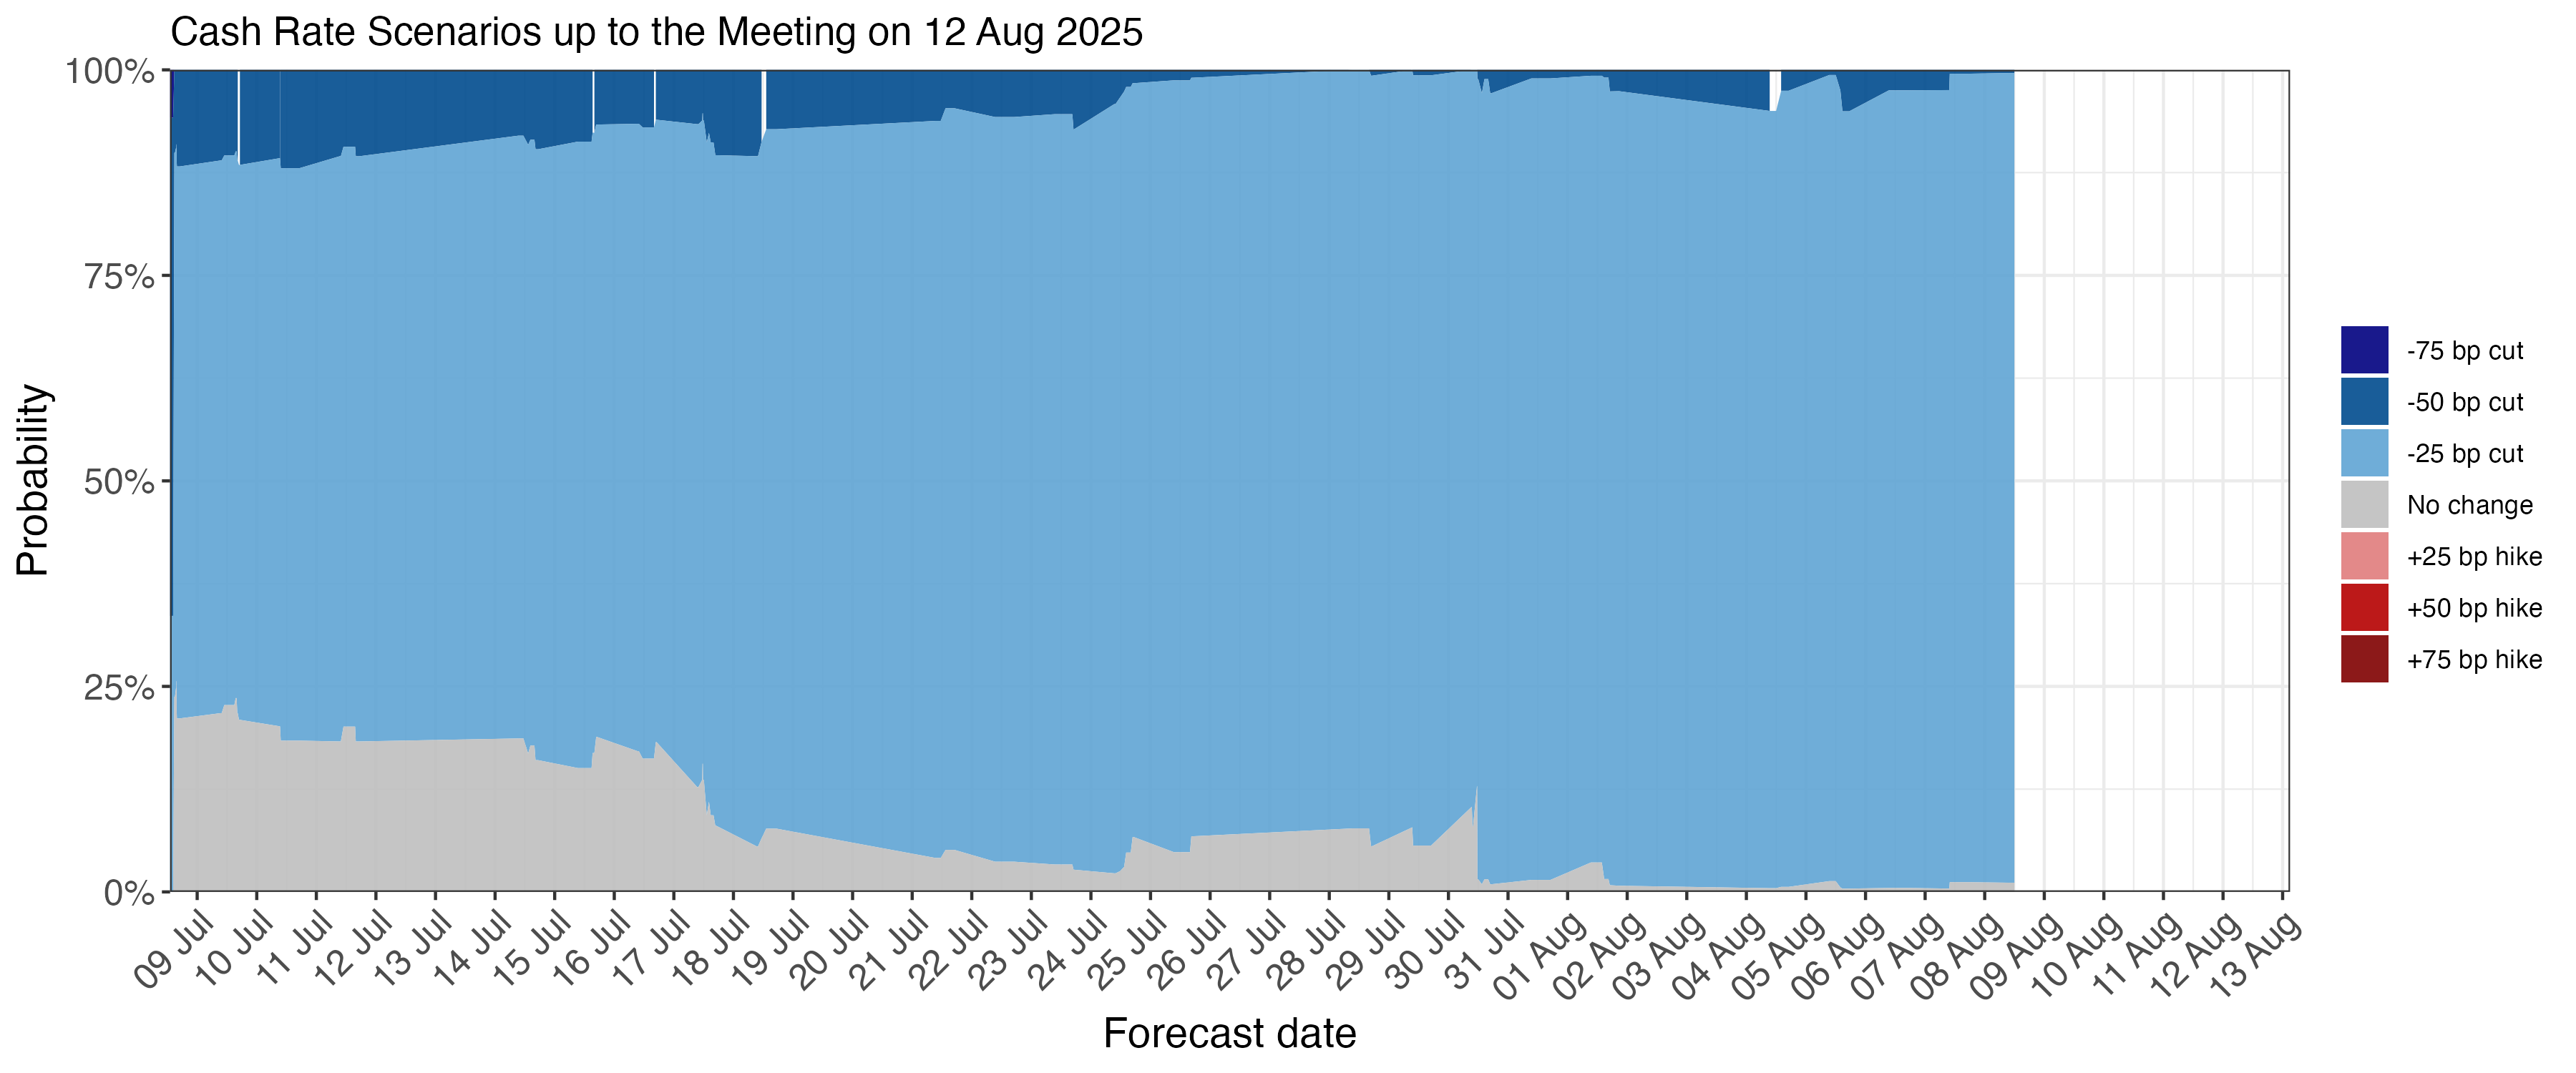 Cash Rate Scenarios up to the Meeting on 12 Aug 2025
100%
75%
50%
25%
0%
Probability
09 Jul
10 Jul
11 Jul
12 Jul
13 Jul
14 Jul
15 Jul
16 Jul
17 Jul
18 Jul
19 Jul
20 Jul
21 Jul
22 Jul
23 Jul
24 Jul
25 Jul
26 Jul
27 Jul
28 Jul
29 Jul
30 Jul
31 Jul
01 Aug
02 Aug
03 Aug
04 Aug
05 Aug
06 Aug
07 Aug
08 Aug
09 Aug
10 Aug
11 Aug
12 Aug
13 Aug
Forecast date
-75 bp cut
-50 bp cut
-25 bp cut
No change
+25 bp hike
+50 bp hike
+75 bp hike